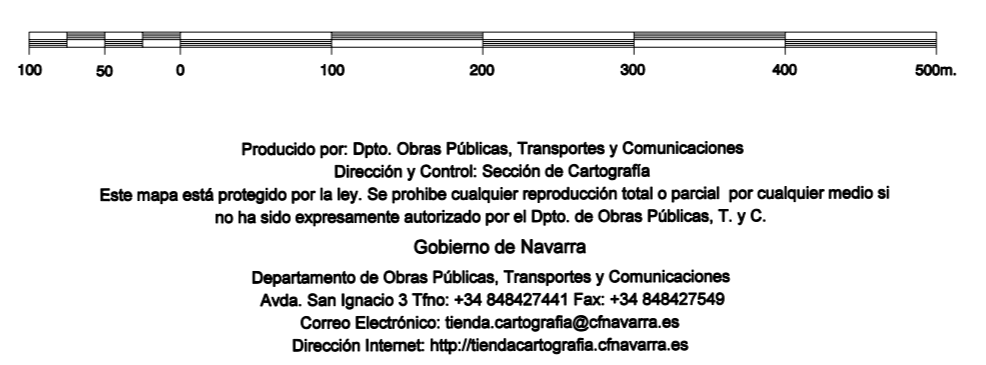 100 50 0 100 200 300 400 500m.
Producido por: Dpto. Obras Públicas, Transportes y Comunicaciones
Dirección y Control: Sección de Cartografía
Este mapa está protegido por la ley. Se prohibe cualquier reproducción total o parcial por cualquier medio si
no ha sido expresamente autorizado por el Dpto. de Obras Públicas, T. y C.
Gobierno de Navarra
Departamento de Obras Públicas, Transportes y Comunicaciones
Avda. San Ignacio 3 Tfno: +34 848427441 Fax: +34 848427549
Correo Electrónico: tienda.cartografia@cfnavarra.es
Dirección Internet: http://tiendacartografia.cfnavarra.es